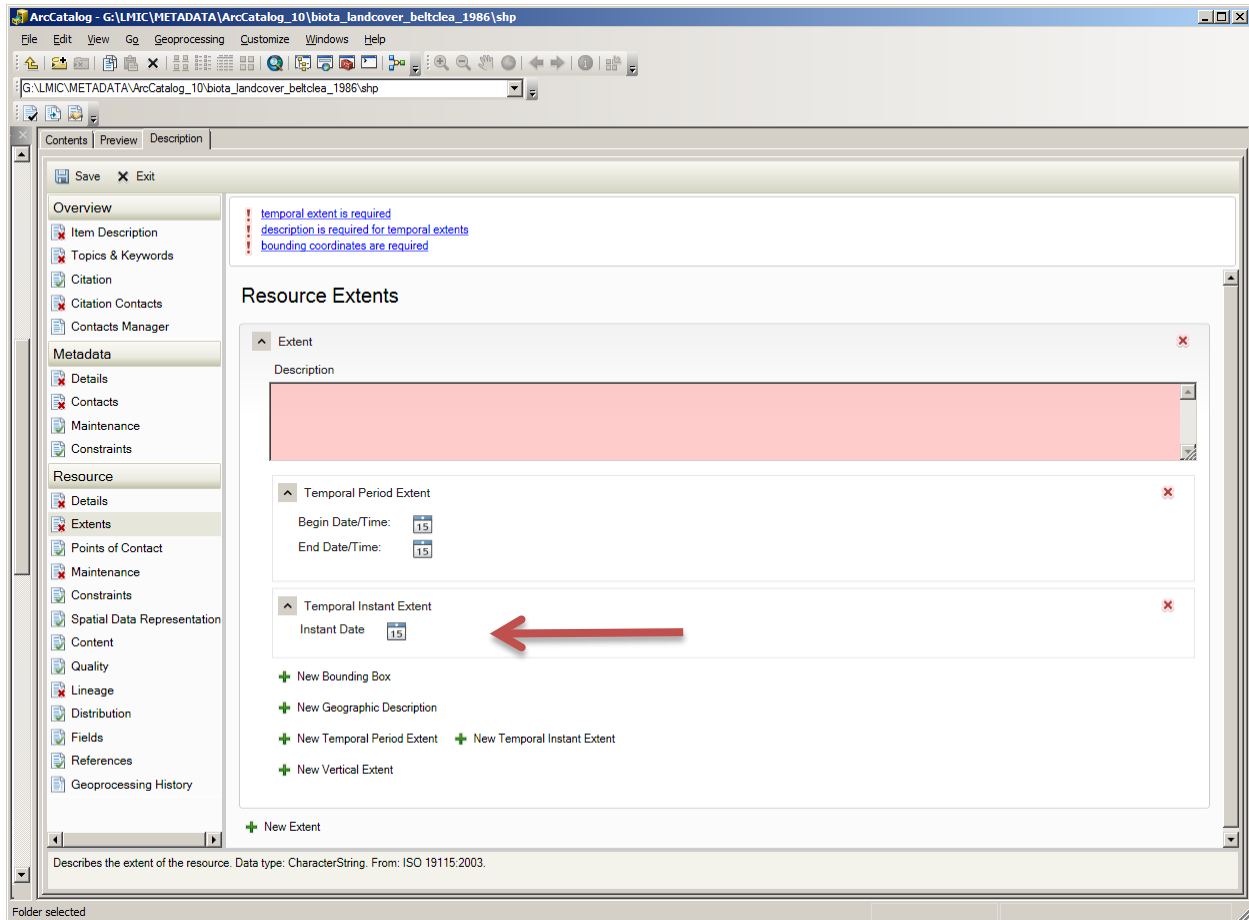 ArcCatalog - G:\LMIC\METADATA\ArcCatalog_10\biota_landcover_beltclea_1986\shp
File Edit View Go Geoprocessing Customize Windows Help
G:\LMIC\METADATA\ArcCatalog_10\biota_landcover_beltclea_1986\shp
Contents Preview Description
Save Exit
Overview
Item Description
Topics & Keywords
Citation
Citation Contacts
Contacts Manager
Metadata
Details
Contacts
Maintenance
Constraints
Resource
Details
Extents
Points of Contact
Maintenance
Constraints
Spatial Data Representation
Content
Quality
Lineage
Distribution
Fields
References
Geoprocessing History
temporal extent is required
description is required for temporal extents
bounding coordinates are required
Resource Extents
Extent
Description
Temporal Period Extent
Begin Date/Time: 15
End Date/Time: 15
Temporal Instant Extent
Instant Date 15
New Bounding Box
New Geographic Description
New Temporal Period Extent New Temporal Instant Extent
New Vertical Extent
New Extent
Describes the extent of the resource. Data type: CharacterString. From: ISO 19115:2003.
Folder selected